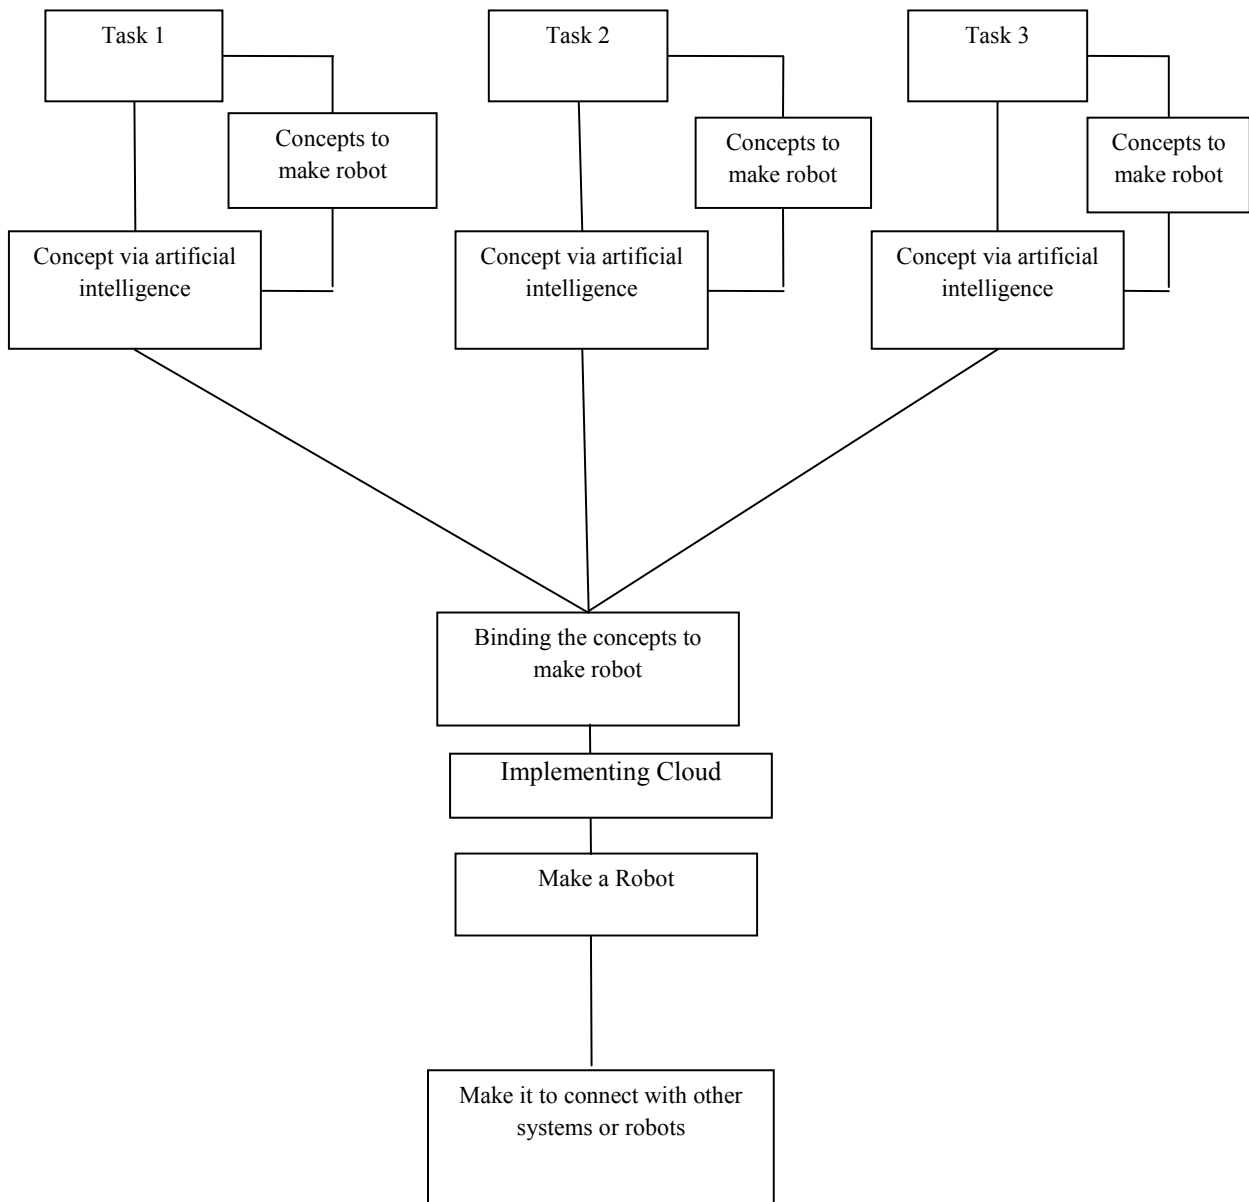 Task 1
Task 2
Task 3
Concepts to
make robot
Concepts to
make robot
Concepts to
make robot
Concept via artificial
intelligence
Concept via artificial
intelligence
Concept via artificial
intelligence
Binding the concepts to
make robot
Implementing Cloud
Make a Robot
Make it to connect with other
systems or robots